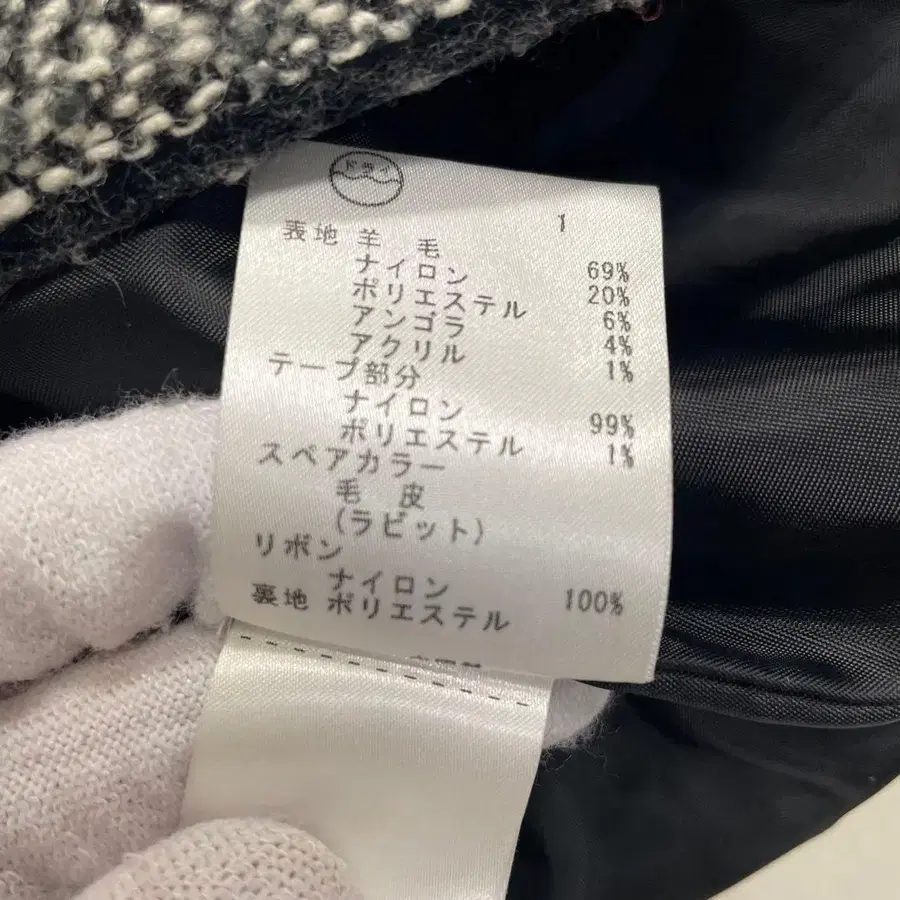 ドライ
1
表地 羊 毛 69%
ナイロン 20%
ポリエステル 6%
アンゴラ 4%
アクリル 1%
テープ部分
ナイロン 99%
ポリエステル 1%
スペアカラー
毛 皮
(ラビット)
リボン
ナイロン 100%
裏地 ポリエステル